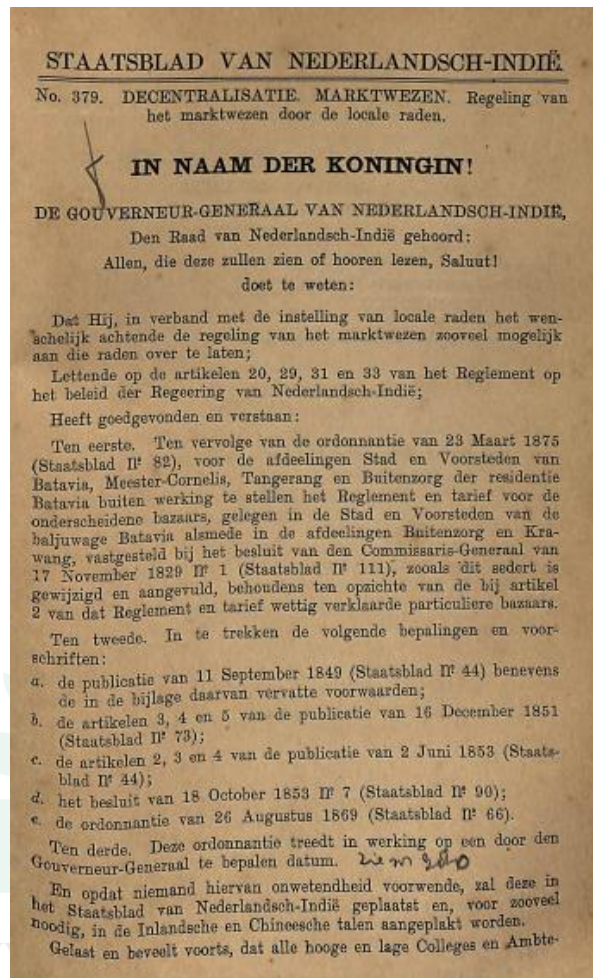 STAATSBLAD VAN NEDERLANDSCH-INDIË.
No. 379. DECENTRALISATIE. MARKTWEZEN. Regeling van
het marktwezen door de locale raden.
IN NAAM DER KONINGIN!
DE GOUVERNEUR-GENERAAL VAN NEDERLANDSCH-INDIË,
Den Raad van Nederlandsch-Indië gehoord:
Allen, die deze zullen zien of hooren lezen, Saluut!
doet te weten:
Dat Hij, in verband met de instelling van locale raden het wen-
schelijk achtende de regeling van het marktwezen zooveel mogelijk
aan die raden over te laten;
Lettende op de artikelen 20, 29, 31 en 33 van het Reglement op
het beleid der Regeering van Nederlandsch-Indië;
Heeft goedgevonden en verstaan:
Ten eerste. Ten vervolge van de ordonnantie van 23 Maart 1875
(Staatsblad Nº 82), voor de afdeelingen Stad en Voorsteden van
Batavia, Meester-Cornelis, Tangerang en Buitenzorg der residentie
Batavia buiten werking te stellen het Reglement en tarief voor de
onderscheidene bazaars, gelegen in de Stad en Voorsteden van de
baljuwage Batavia alsmede in de afdeelingen Buitenzorg en Kra-
wang, vastgesteld bij het besluit van den Commissaris-Generaal van
17 November 1829 Nº 1 (Staatsblad Nº 111), zooals dit sedert is
gewijzigd en aangevuld, behoudens ten opzichte van de bij artikel
2 van dat Reglement en tarief wettig verklaarde particuliere bazaars.
Ten tweede. In te trekken de volgende bepalingen en voor-
schriften:
a. de publicatie van 11 September 1849 (Staatsblad Nº 44) benevens
de in de bijlage daarvan vervatte voorwaarden;
b. de artikelen 3, 4 en 5 van de publicatie van 16 December 1851
(Staatsblad Nº 73);
c. de artikelen 2, 3 en 4 van de publicatie van 2 Juni 1853 (Staats-
blad Nº 44);
d. het besluit van 18 October 1853 Nº 7 (Staatsblad Nº 90);
e. de ordonnantie van 26 Augustus 1869 (Staatsblad Nº 66).
Ten derde. Deze ordonnantie treedt in werking op een door den
Gouverneur-Generaal te bepalen datum.
En opdat niemand hiervan onwetendheid voorwende, zal deze in
het Staatsblad van Nederlandsch-Indië geplaatst en, voor zooveel
noodig, in de Inlandsche en Chineesche talen aangeplakt worden.
Gelast en beveelt voorts, dat alle hooge en lage Colleges en Ambte-